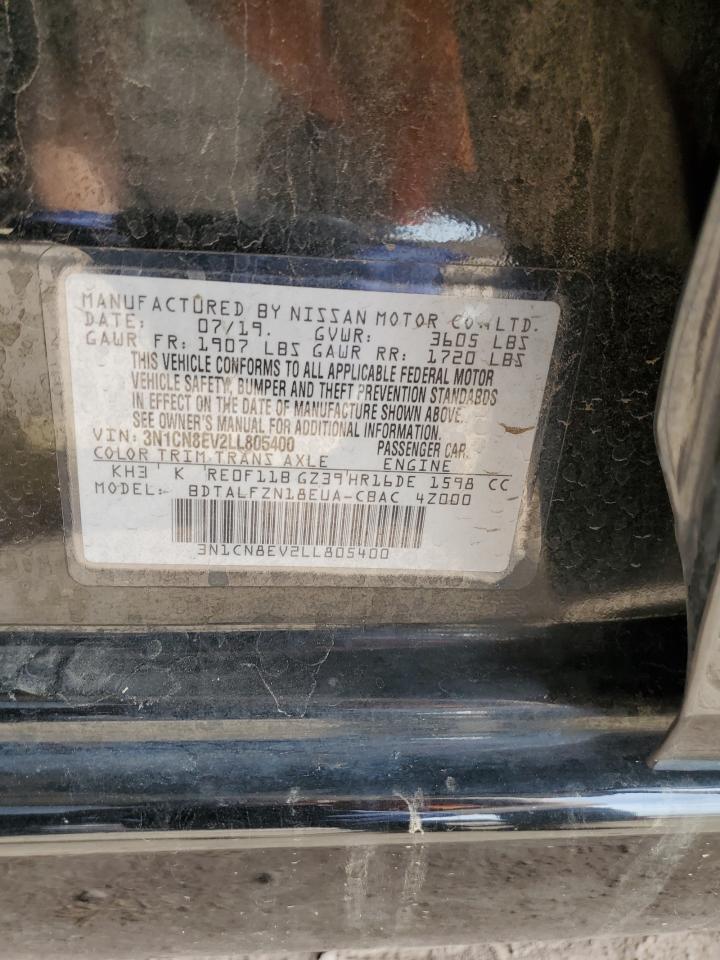 MANUFACTURED BY NISSAN MOTOR CO., LTD.
DATE: 07/19. GVWR: 3605 LBS
GAWR FR: 1907 LBS GAWR RR: 1720 LBS
THIS VEHICLE CONFORMS TO ALL APPLICABLE FEDERAL MOTOR
VEHICLE SAFETY, BUMPER AND THEFT PREVENTION STANDARDS
IN EFFECT ON THE DATE OF MANUFACTURE SHOWN ABOVE.
SEE OWNER'S MANUAL FOR ADDITIONAL INFORMATION.
VIN: 3N1CN8EV2LL805400 PASSENGER CAR.
COLOR TRIM TRANS AXLE ENGINE
KH3 K RE0F11B GZ39 HR16DE 1598 CC
MODEL: BDTALFZN18EUA-CBAC 4Z000
3N1CN8EV2LL805400